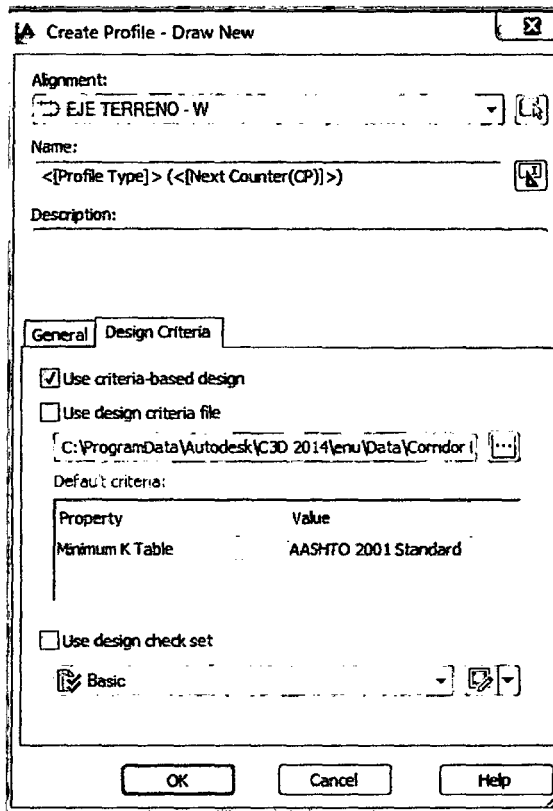 Create Profile - Draw New
Alignment:
EJE TERRENO - W
Name:
<[Profile Type]> (<[Next Counter(CP)]>)
Description:
General Design Criteria
Use criteria-based design
Use design criteria file
C:\ProgramData\Autodesk\C3D 2014\enu\Data\Corridor
Default criteria:
Property Value
Minimum K Table AASHTO 2001 Standard
Use design check set
Basic
OK Cancel Help